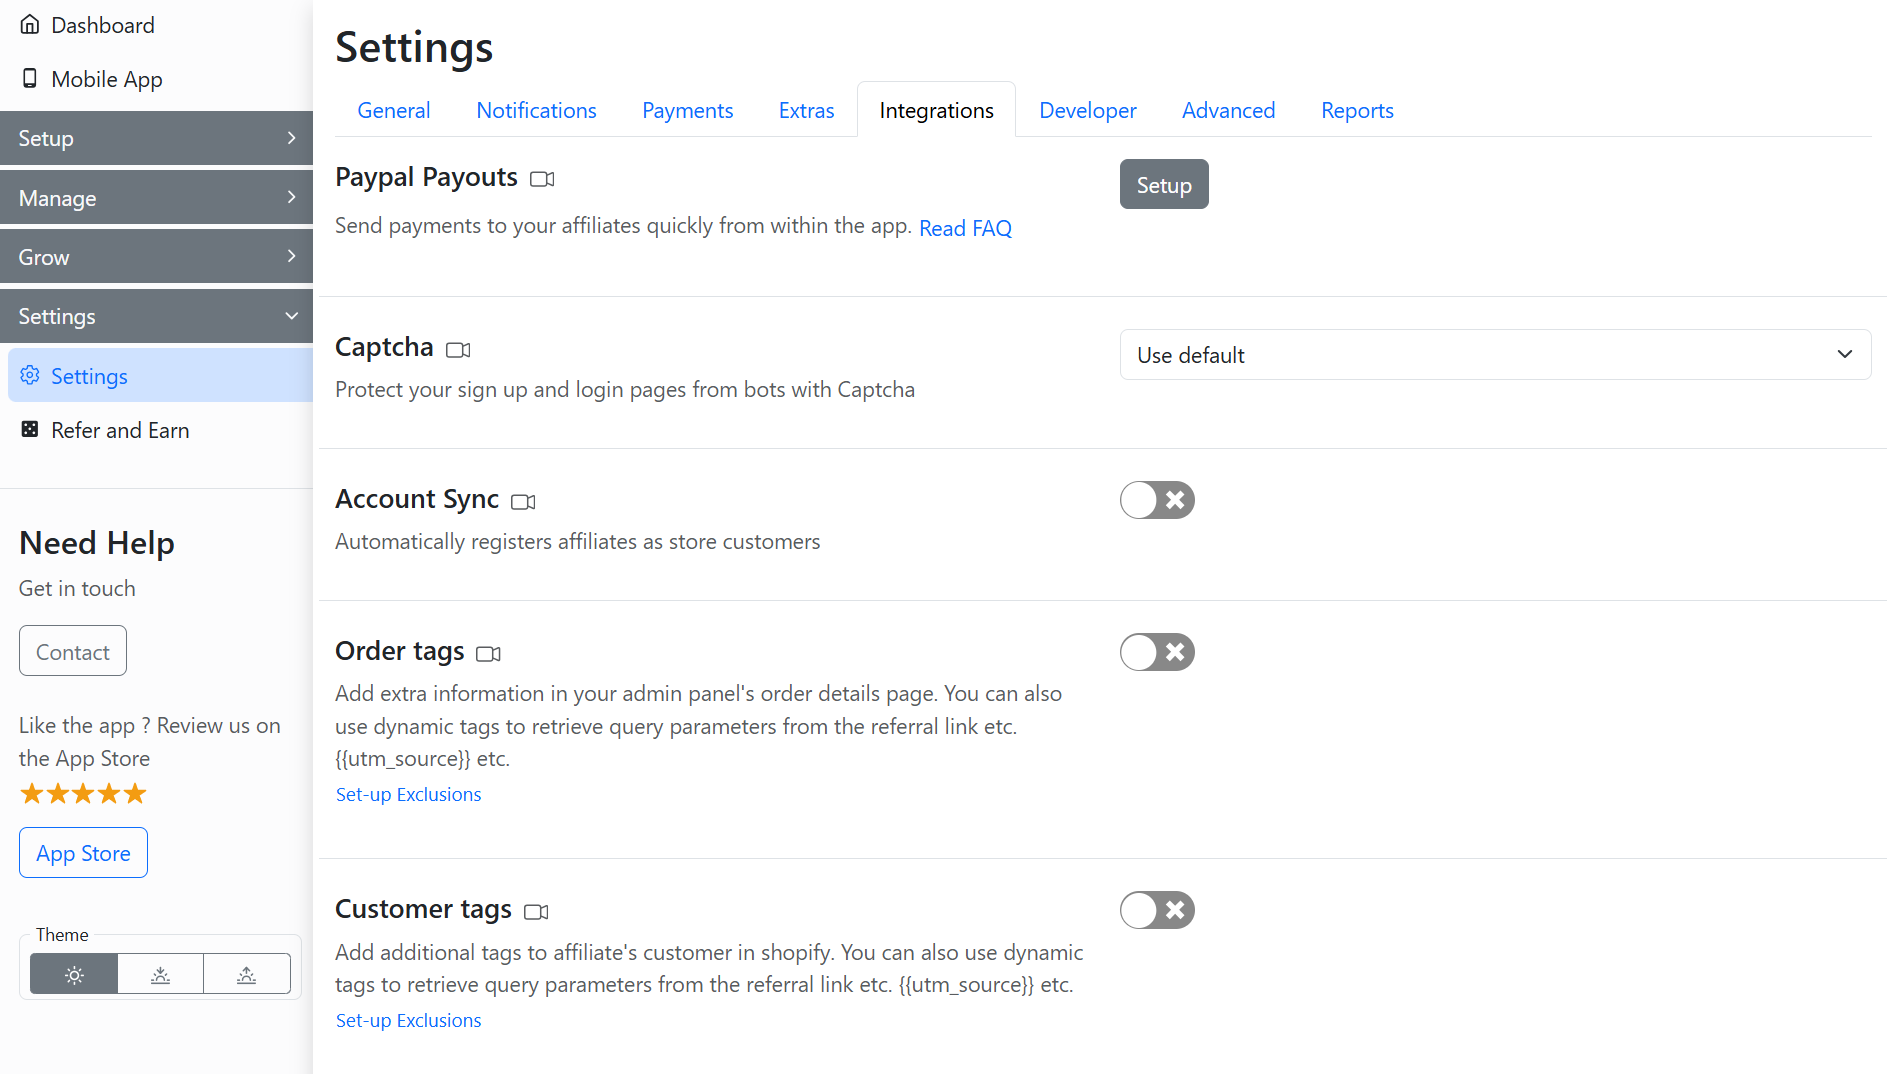 Dashboard
Mobile App
Setup
Manage
Grow
Settings
Settings
Refer and Earn
Need Help
Get in touch
Contact
Like the app ? Review us on
the App Store
App Store
Theme
Settings
General Notifications Payments Extras Integrations Developer Advanced Reports
Paypal Payouts
Setup
Send payments to your affiliates quickly from within the app. Read FAQ
Captcha
Use default
Protect your sign up and login pages from bots with Captcha
Account Sync
Automatically registers affiliates as store customers
Order tags
Add extra information in your admin panel's order details page. You can also
use dynamic tags to retrieve query parameters from the referral link etc.
{{utm_source}} etc.
Set-up Exclusions
Customer tags
Add additional tags to affiliate's customer in shopify. You can also use dynamic
tags to retrieve query parameters from the referral link etc. {{utm_source}} etc.
Set-up Exclusions